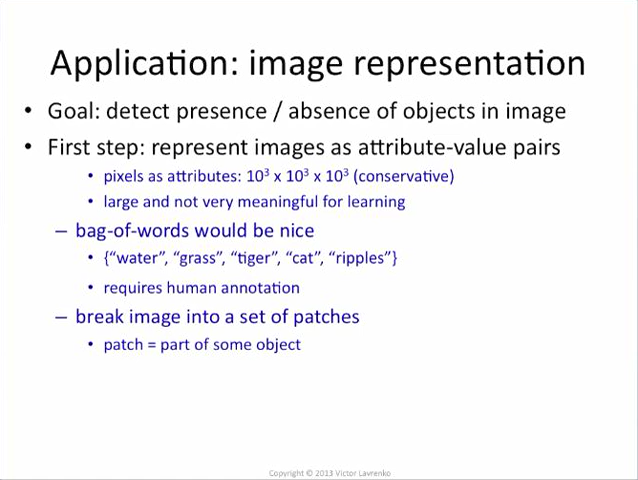 Application: image representation
• Goal: detect presence / absence of objects in image
• First step: represent images as attribute-value pairs
• pixels as attributes: 10³ x 10³ x 10³ (conservative)
• large and not very meaningful for learning
– bag-of-words would be nice
• {“water”, “grass”, “tiger”, “cat”, “ripples”}
• requires human annotation
– break image into a set of patches
• patch = part of some object
Copyright © 2013 Victor Lavrenko